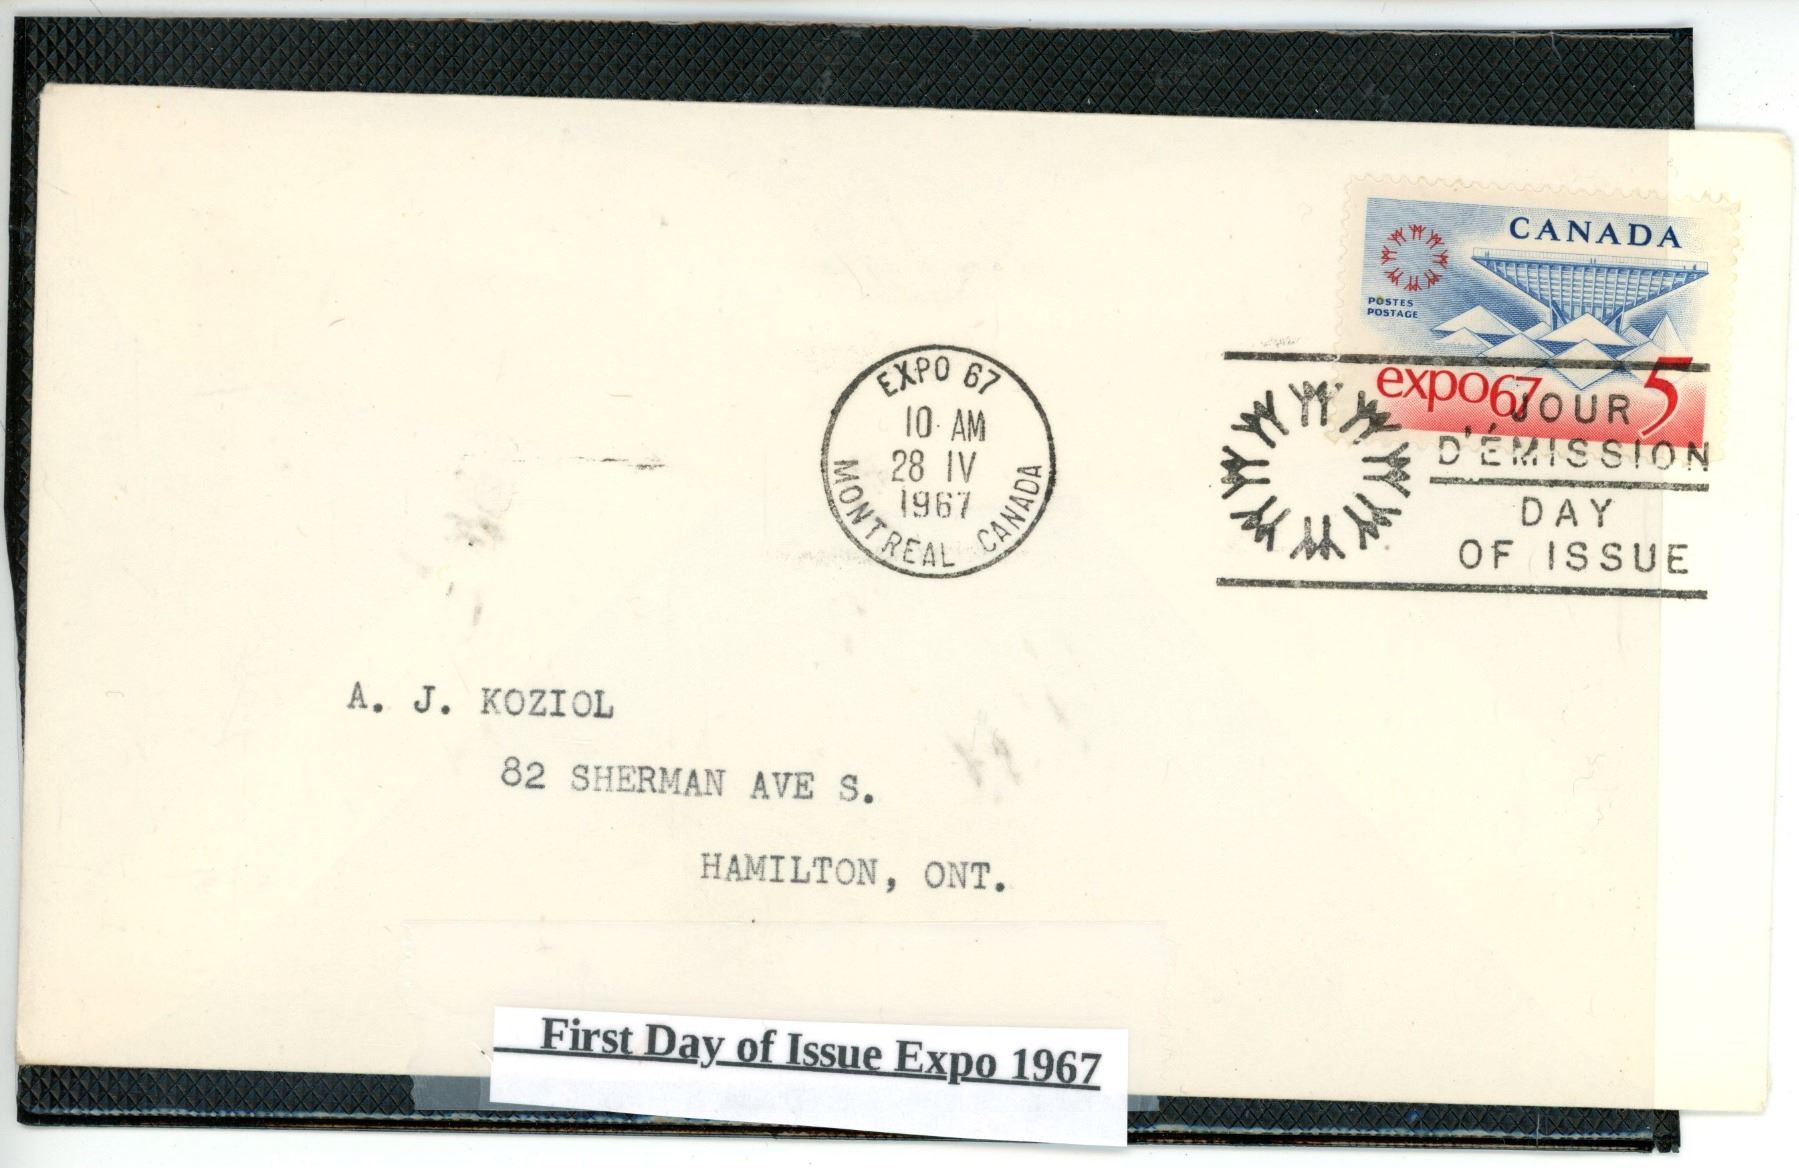 CANADA
POSTES
POSTAGE
expo67 5
EXPO 67
10 AM
28 IV
1967
MONTREAL CANADA
JOUR
D'ÉMISSION
DAY
OF ISSUE
A. J. KOZIOL
82 SHERMAN AVE S.
HAMILTON, ONT.
First Day of Issue Expo 1967